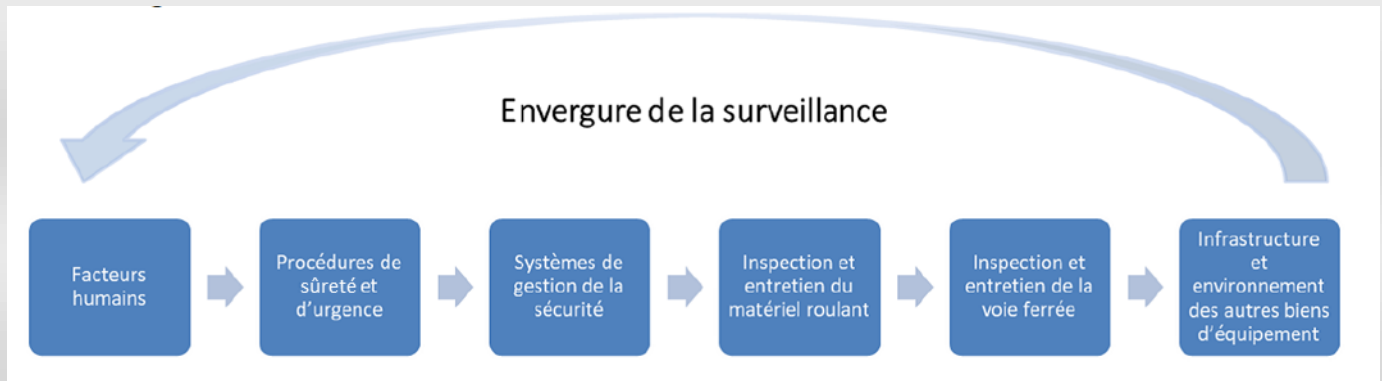 Envergure de la surveillance
Facteurs
humains
Procédures de
sûreté et
d'urgence
Systèmes de
gestion de la
sécurité
Inspection et
entretien du
matériel roulant
Inspection et
entretien de la
voie ferrée
Infrastructure
et
environnement
des autres biens
d'équipement